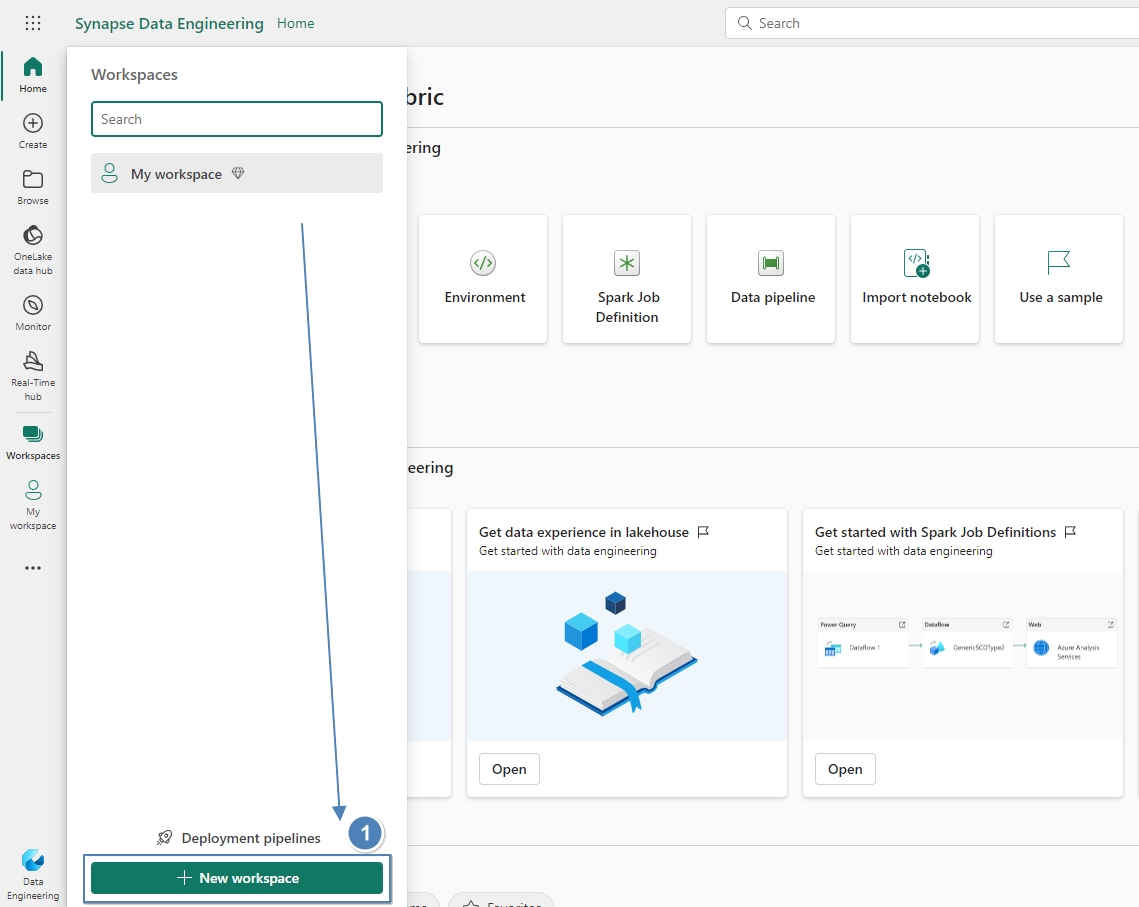 Synapse Data Engineering Home
Search
Home
Create
Browse
OneLake
data hub
Monitor
Real-Time
hub
Workspaces
My
workspace
Data
Engineering
Workspaces
Search
My workspace
Deployment pipelines
1
New workspace
bric
ering
Environment
Spark Job
Definition
Data pipeline
Import notebook
Use a sample
eering
Get data experience in lakehouse
Get started with data engineering
Open
Get started with Spark Job Definitions
Get started with data engineering
Power Query
Dataflow 1
Dataflow
GenericSCDType2
Web
Azure Analysis
Services
Open
Favorites